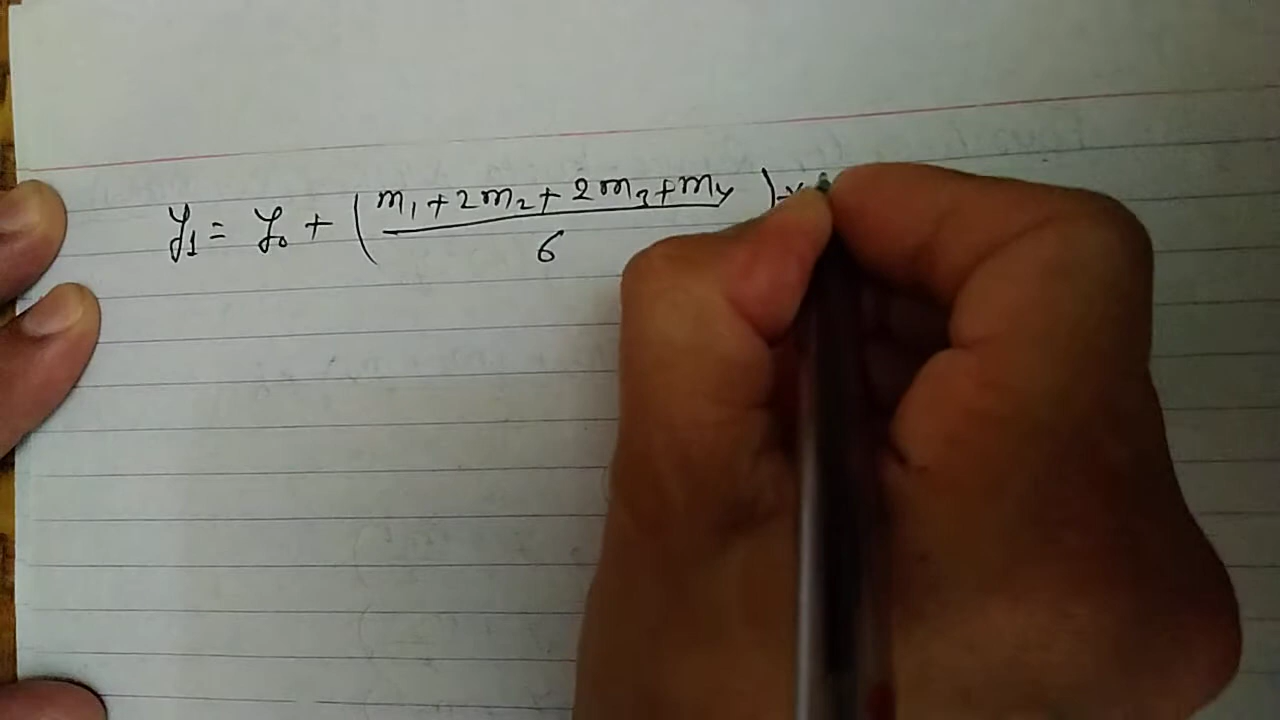 y₁ = y₀ + ( (m₁ + 2m₂ + 2m₃ + m₄) / 6 ) ×